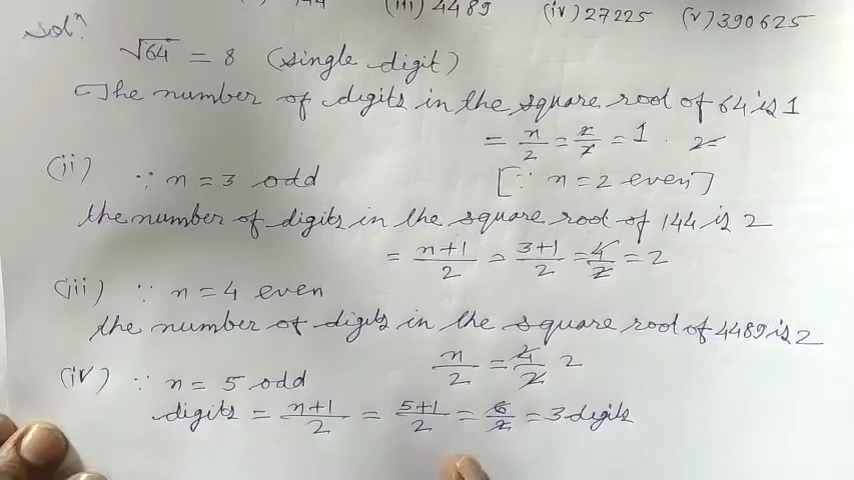 144 (iii) 4489 (iv) 27225 (v) 390625
Solⁿ
√64 = 8 (single digit)
The number of digits in the square root of 64 is 1
= n/2 = 2/2 = 1 . 2
(ii) ∵ n = 3 odd [∵ n = 2 even]
the number of digits in the square root of 144 is 2
= n+1/2 = 3+1/2 = 4/2 = 2
(iii) ∵ n = 4 even
the number of digits in the square root of 4489 is 2
n/2 = 4/2 2
(iv) ∵ n = 5 odd
digits = n+1/2 = 5+1/2 = 6/2 = 3 digits